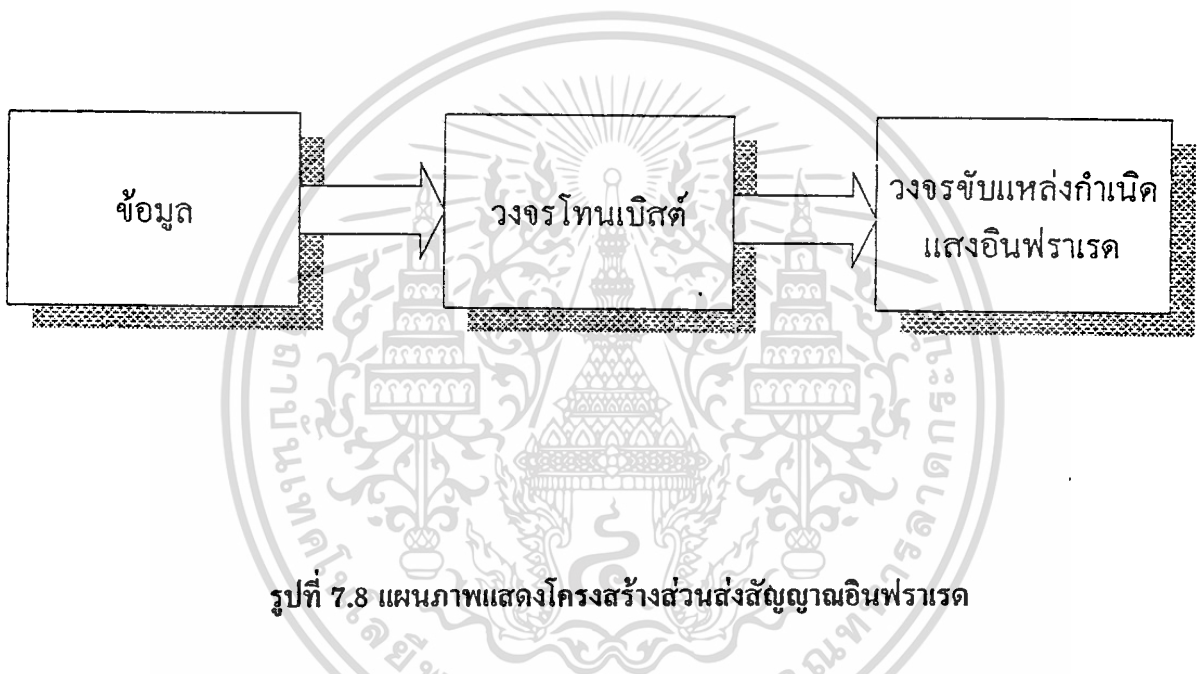 ข้อมูล
วงจรโทนเบิสต์
วงจรขับแหล่งกำเนิด
แสงอินฟราเรด
รูปที่ 7.8 แผนภาพแสดงโครงสร้างส่วนส่งสัญญาณอินฟราเรด